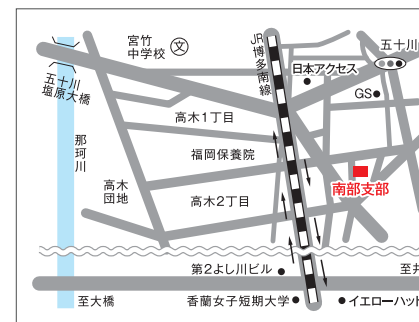 宮竹
中学校
文
JR博多南線
五十川
日本アクセス
GS
五十川
塩原大橋
高木1丁目
那珂川
福岡保養院
南部支部
高木
団地
高木2丁目
第2よし川ビル
至井
至大橋
香蘭女子短期大学
イエローハット